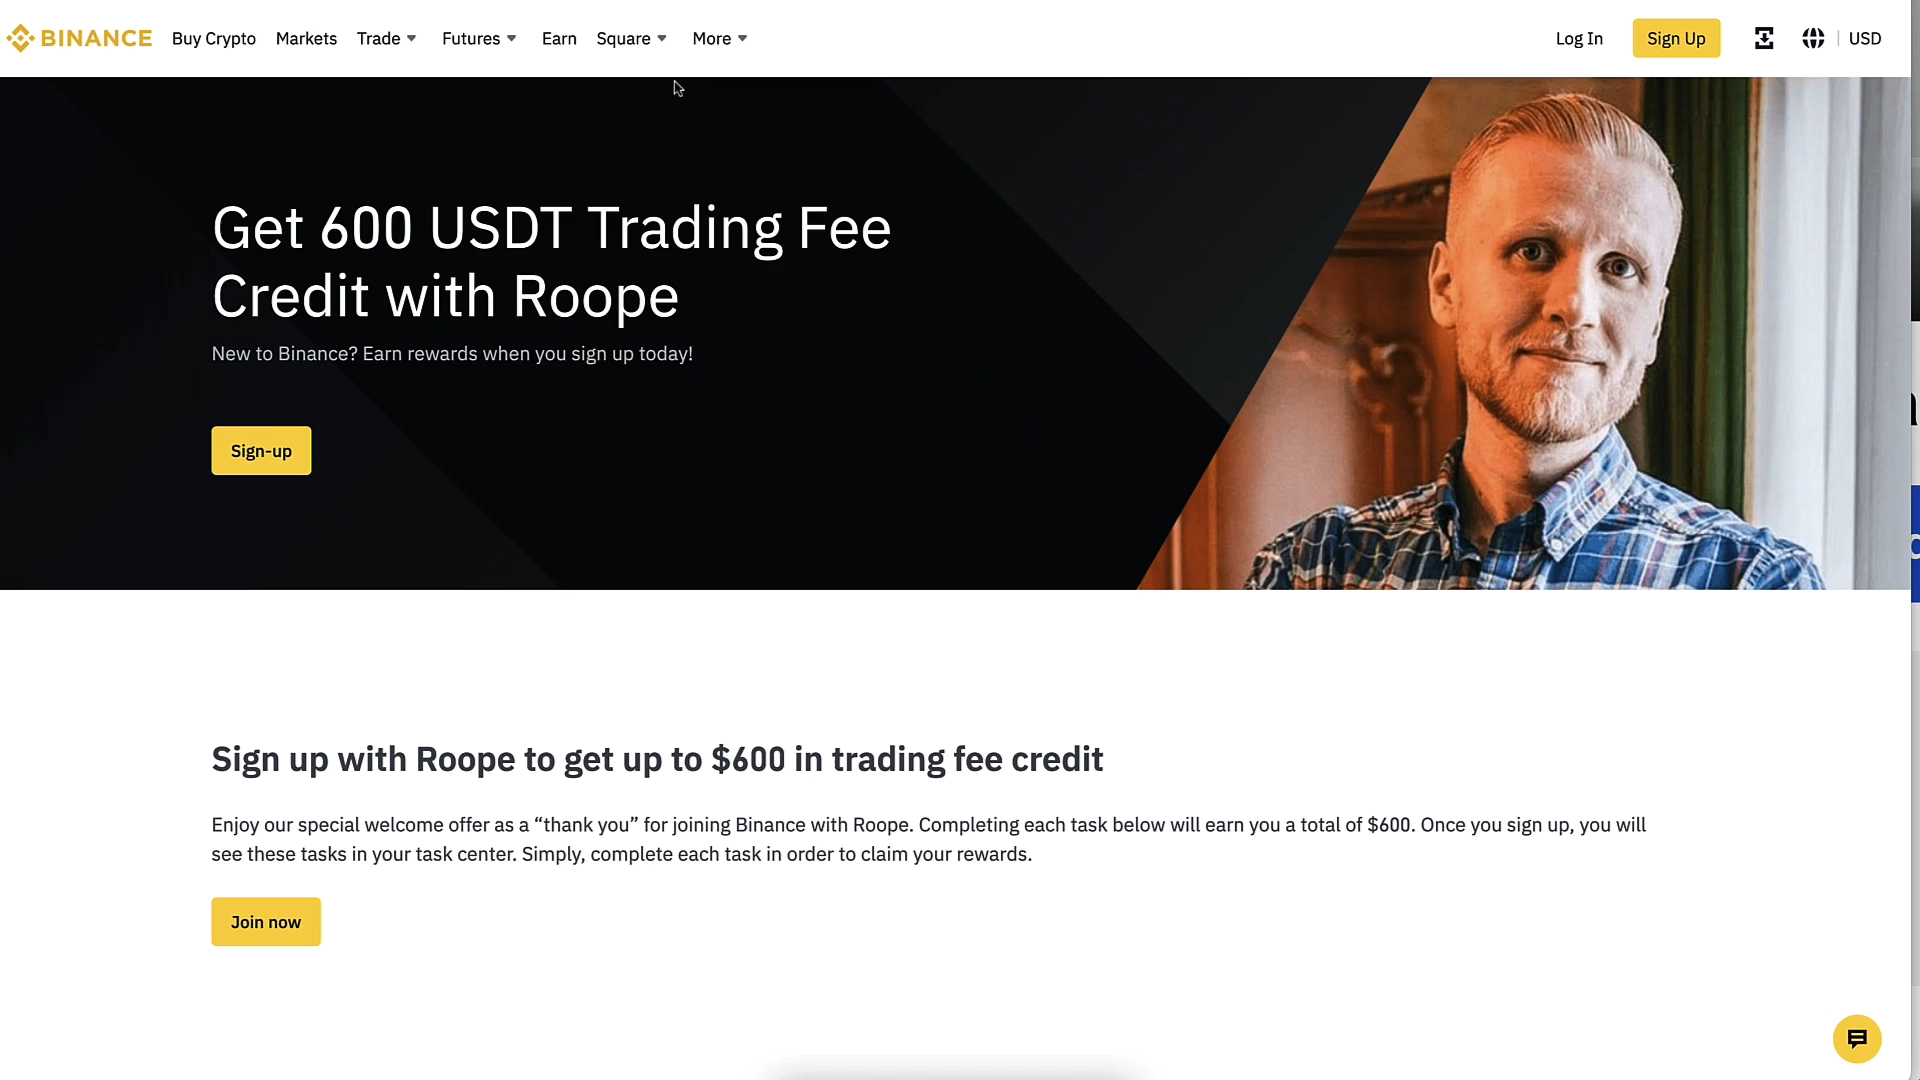 BINANCE Buy Crypto Markets Trade Futures Earn Square More Log In Sign Up USD
Get 600 USDT Trading Fee
Credit with Roope
New to Binance? Earn rewards when you sign up today!
Sign-up
Sign up with Roope to get up to $600 in trading fee credit
Enjoy our special welcome offer as a “thank you” for joining Binance with Roope. Completing each task below will earn you a total of $600. Once you sign up, you will
see these tasks in your task center. Simply, complete each task in order to claim your rewards.
Join now